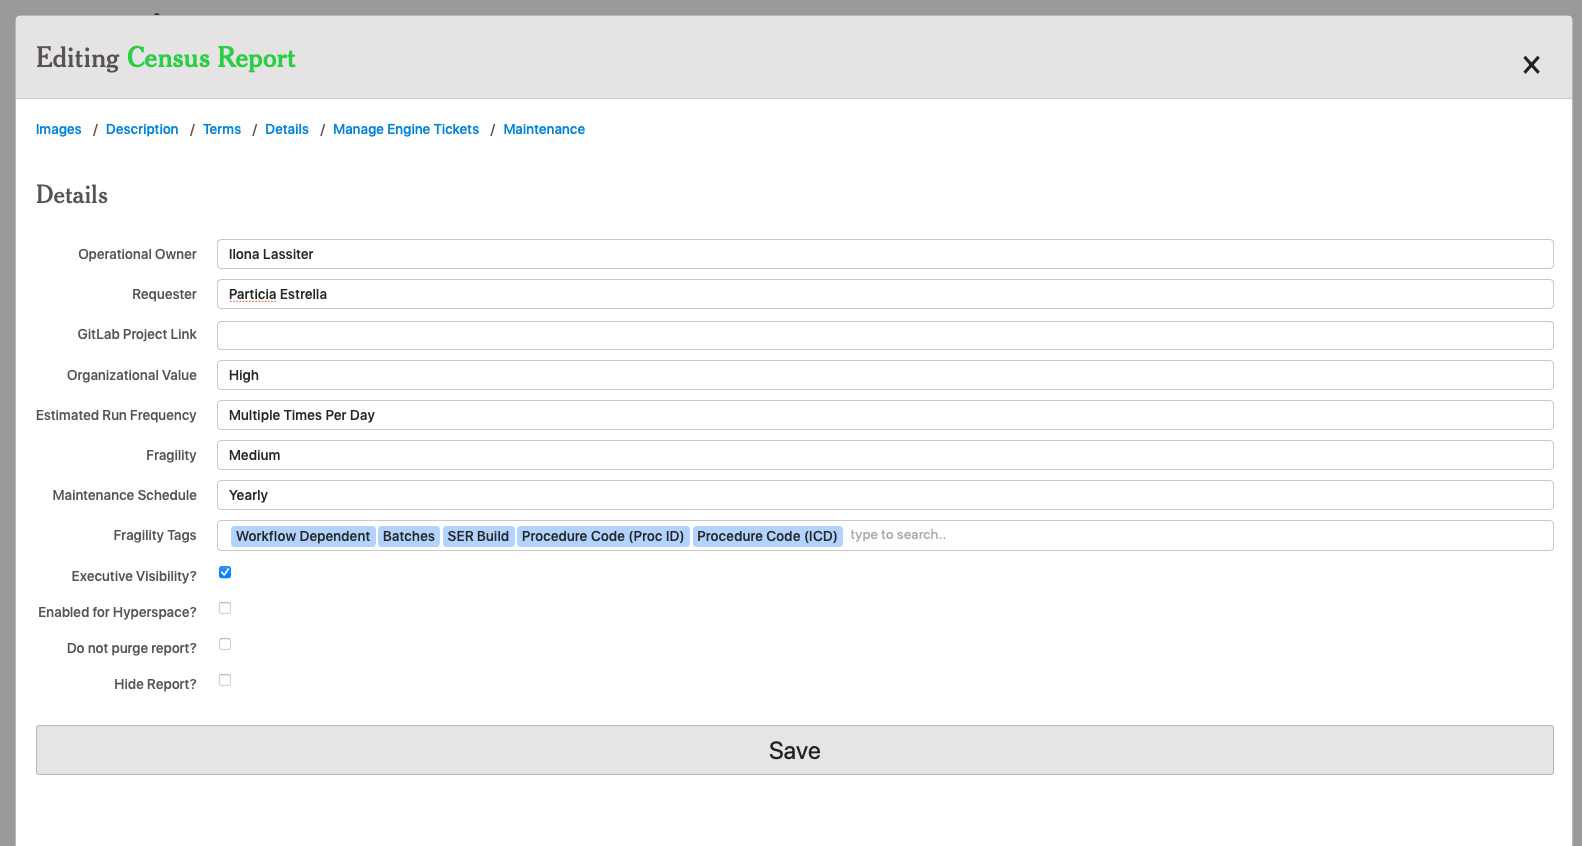 Editing Census Report
Images / Description / Terms / Details / Manage Engine Tickets / Maintenance
Details
Operational Owner Ilona Lassiter
Requester Particia Estrella
GitLab Project Link
Organizational Value High
Estimated Run Frequency Multiple Times Per Day
Fragility Medium
Maintenance Schedule Yearly
Fragility Tags Workflow Dependent Batches SER Build Procedure Code (Proc ID) Procedure Code (ICD) type to search..
Executive Visibility?
Enabled for Hyperspace?
Do not purge report?
Hide Report?
Save